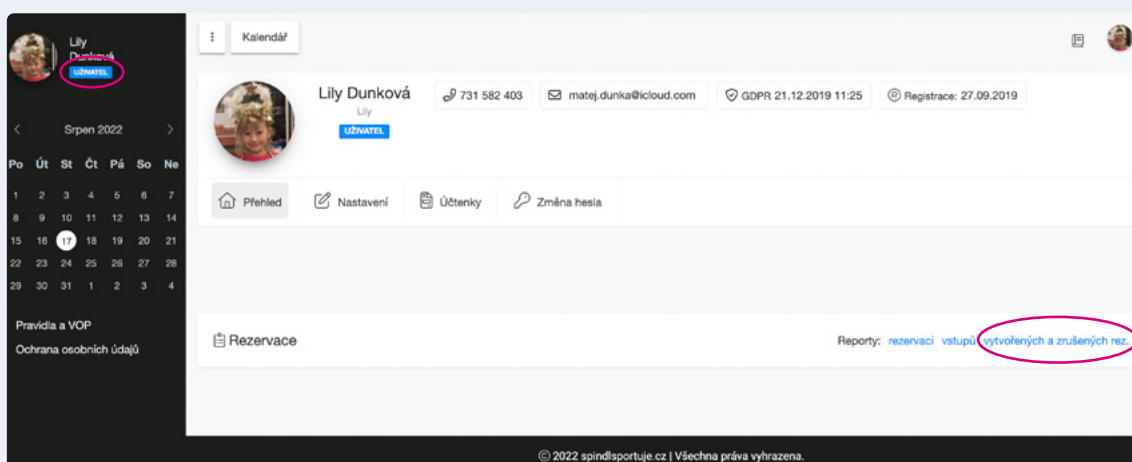 Lily
Dunková
UŽIVATEL
Srpen 2022
Po Út St Čt Pá So Ne
1 2 3 4 5 6 7
8 9 10 11 12 13 14
15 16 17 18 19 20 21
22 23 24 25 26 27 28
29 30 31 1 2 3 4
Pravidla a VOP
Ochrana osobních údajů
Kalendář
Lily Dunková
Lily
UŽIVATEL
731 582 403
matej.dunka@icloud.com
GDPR 21.12.2019 11:25
Registrace: 27.09.2019
Přehled Nastavení Účtenky Změna hesla
Rezervace
Reporty: rezervací vstupů vytvořených a zrušených rez.
© 2022 spindlsportuje.cz | Všechna práva vyhrazena.